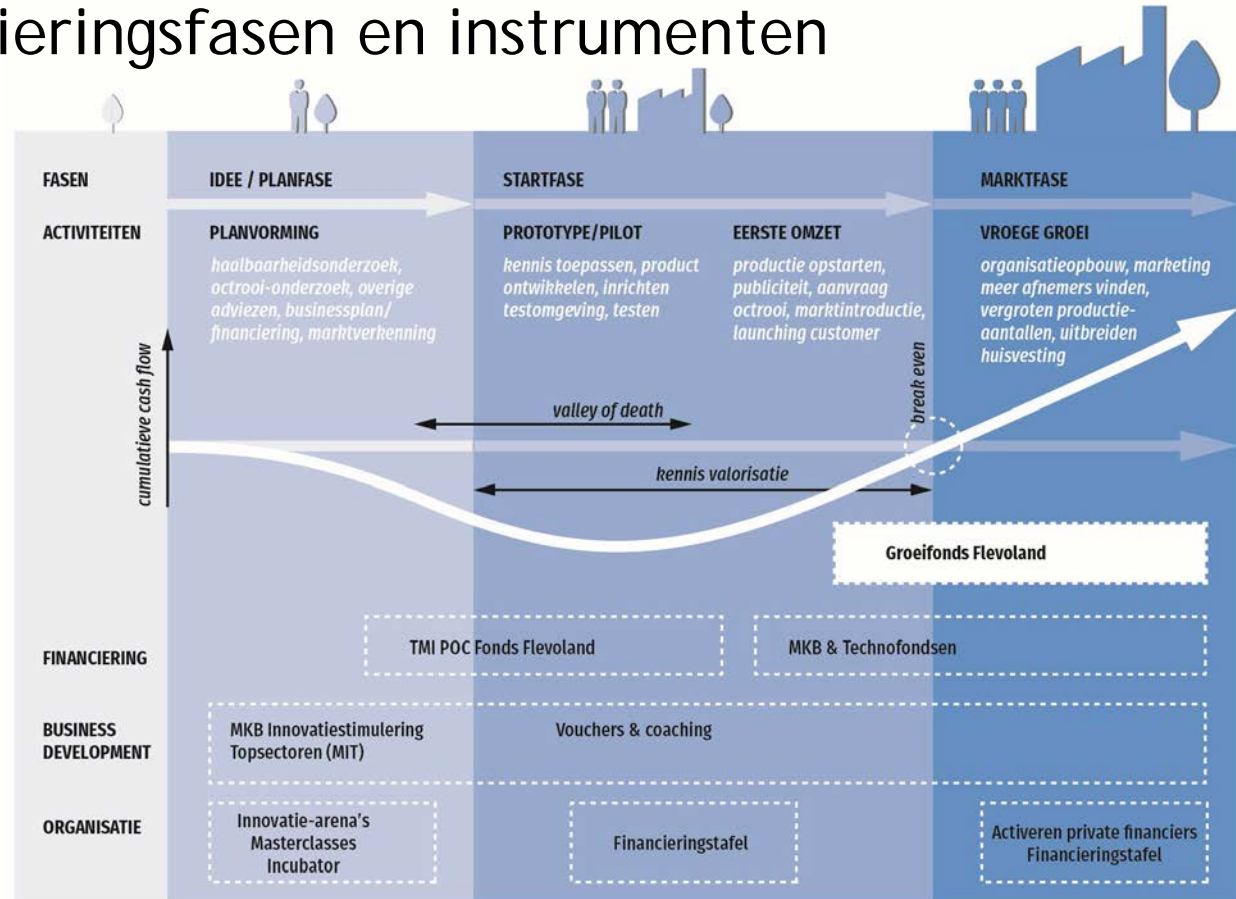 ieringsfasen en instrumenten
FASEN
IDEE / PLANFASE
STARTFASE
MARKTFASE
ACTIVITEITEN
PLANVORMING
haalbaarheidsonderzoek,
octrooi-onderzoek, overige
adviezen, businessplan/
financiering, marktverkenning
PROTOTYPE/PILOT
kennis toepassen, product
ontwikkelen, inrichten
testomgeving, testen
EERSTE OMZET
productie opstarten,
publiciteit, aanvraag
octrooi, marktintroductie,
launching customer
VROEGE GROEI
organisatieopbouw, marketing
meer afnemers vinden,
vergroten productie-
aantallen, uitbreiden
huisvesting
cumulatieve cash flow
valley of death
break even
kennis valorisatie
Groeifonds Flevoland
FINANCIERING
TMI POC Fonds Flevoland
MKB & Technofondsen
BUSINESS
DEVELOPMENT
MKB Innovatiestimulering
Topsectoren (MIT)
Vouchers & coaching
ORGANISATIE
Innovatie-arena's
Masterclasses
Incubator
Financieringstafel
Activeren private financiers
Financieringstafel